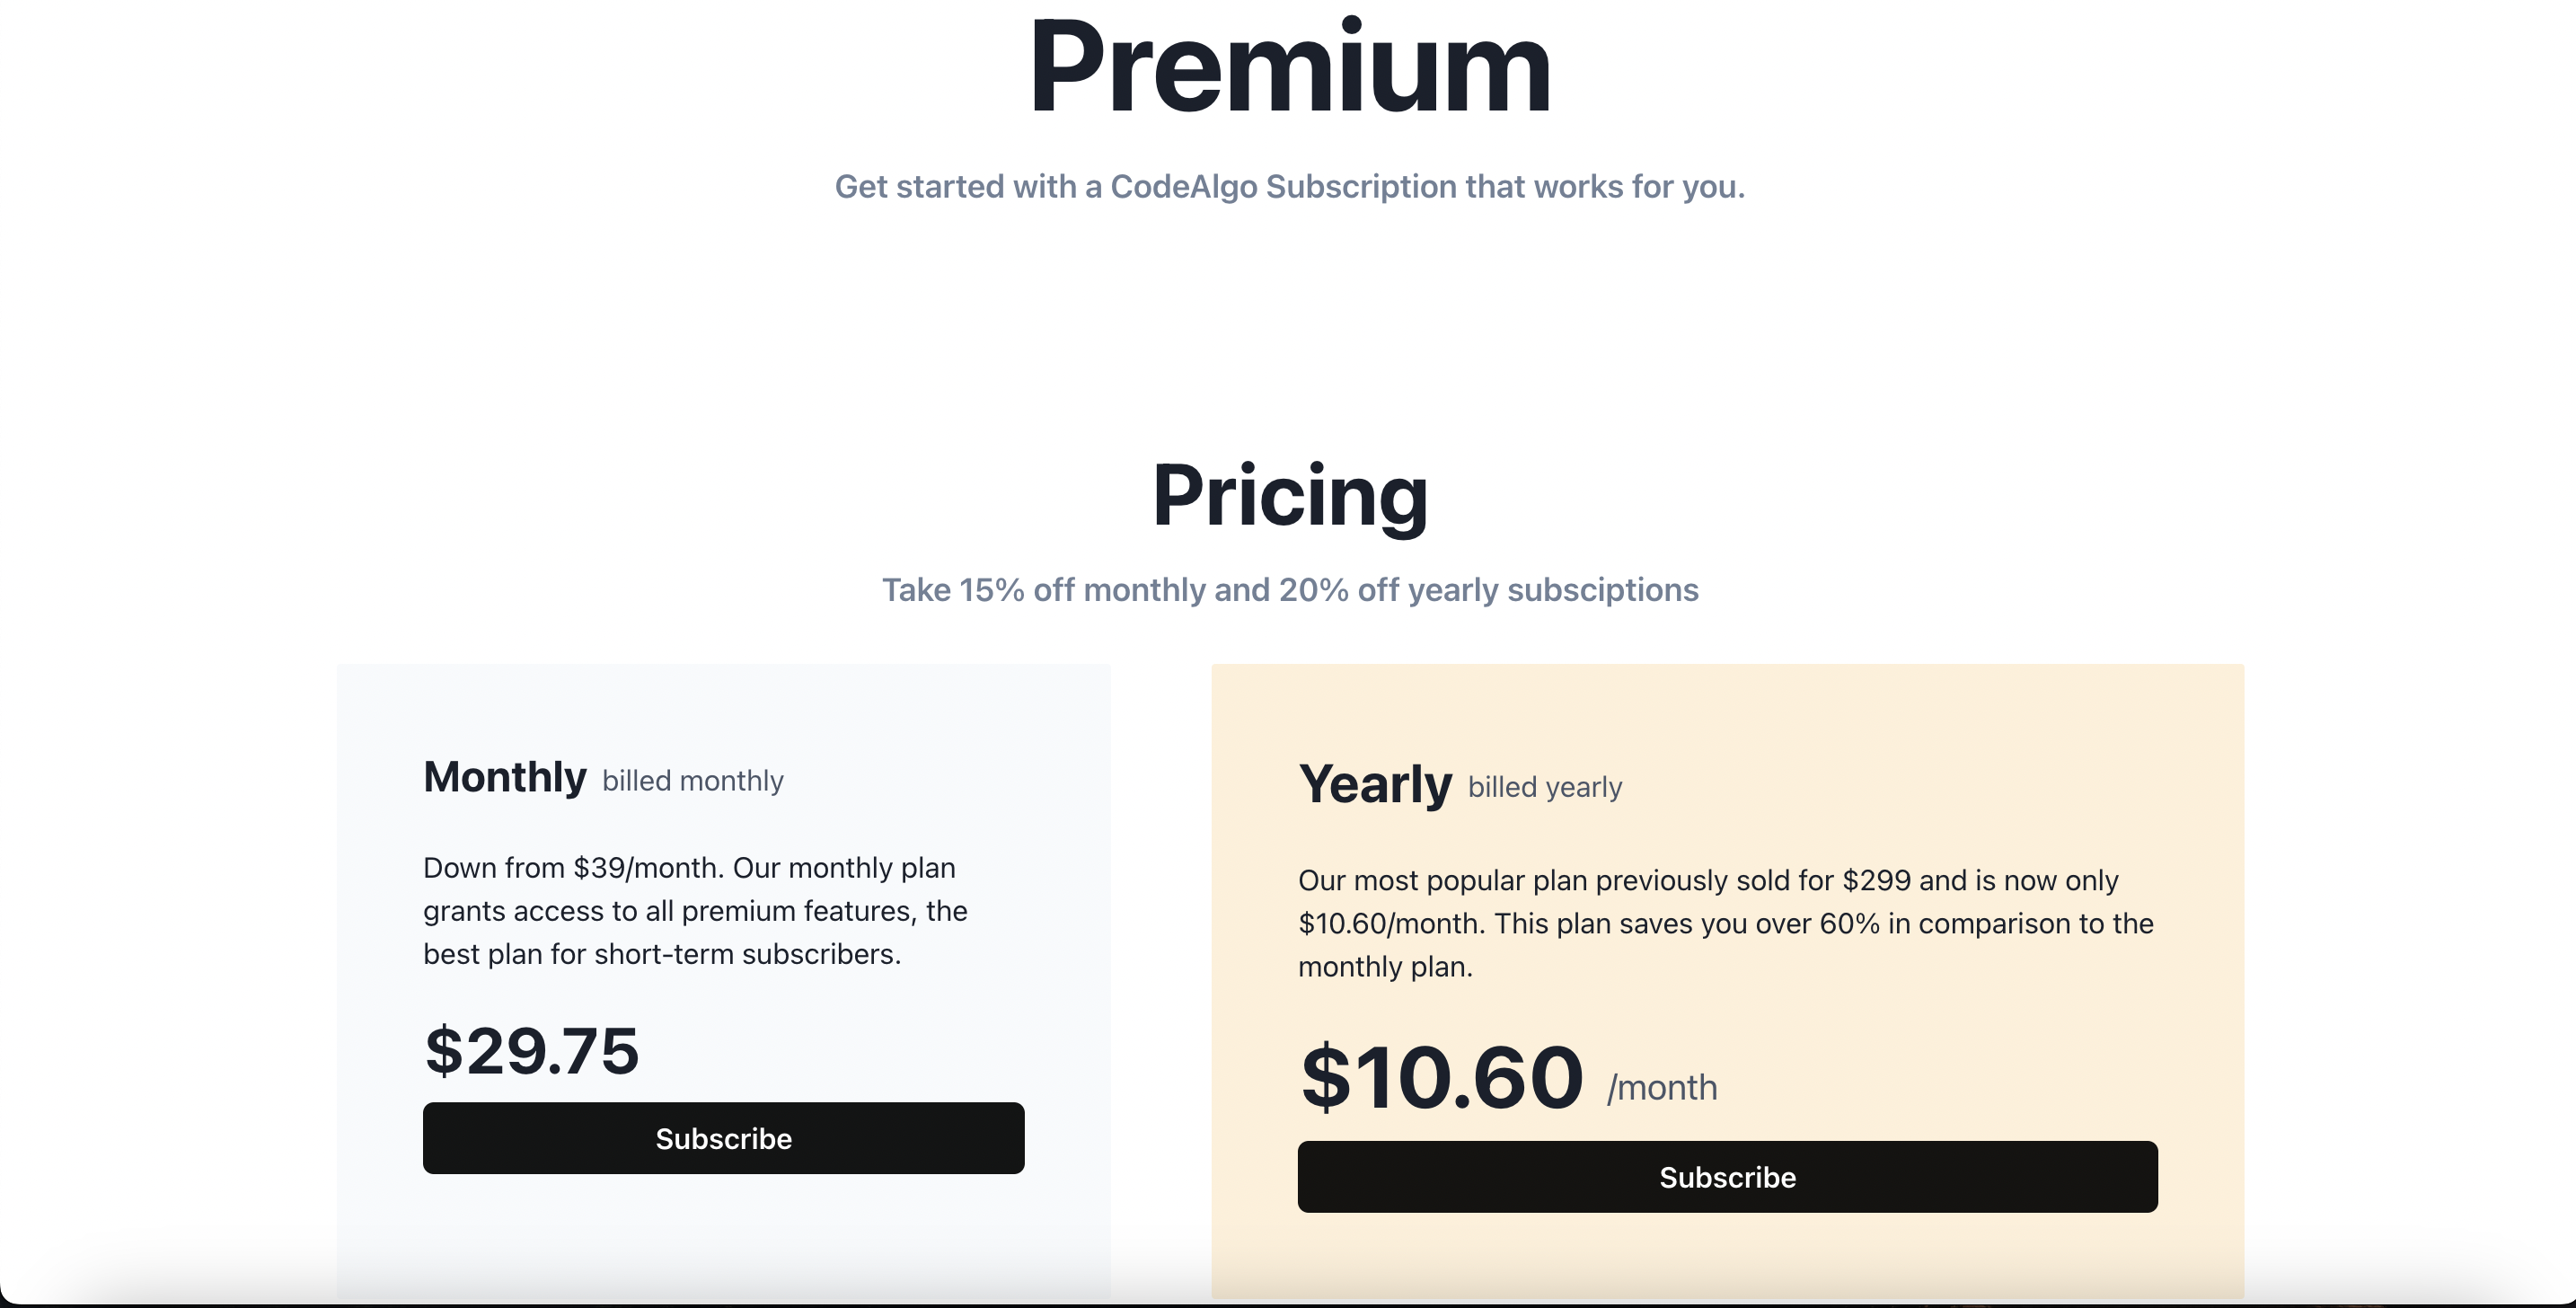 Premium
Get started with a CodeAlgo Subscription that works for you.
Pricing
Take 15% off monthly and 20% off yearly subsciptions
Monthly billed monthly
Down from $39/month. Our monthly plan
grants access to all premium features, the
best plan for short-term subscribers.
$29.75
Subscribe
Yearly billed yearly
Our most popular plan previously sold for $299 and is now only
$10.60/month. This plan saves you over 60% in comparison to the
monthly plan.
$10.60 /month
Subscribe